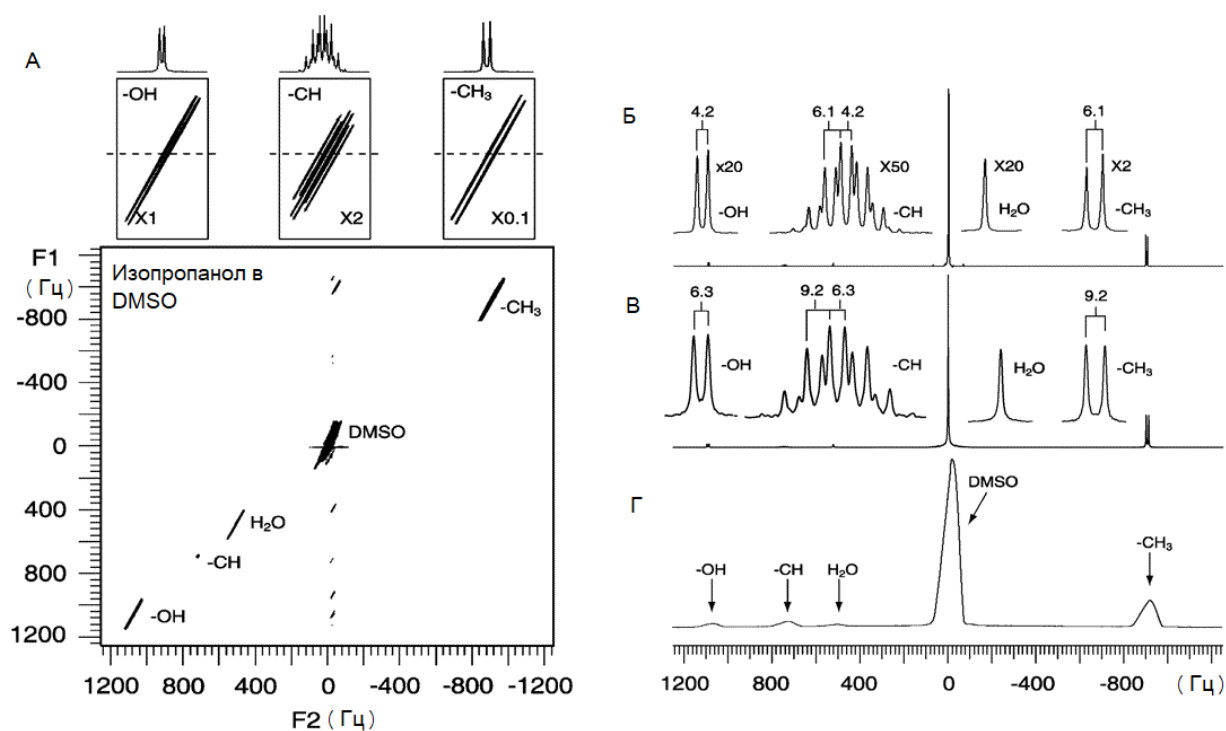 А
-OH
-CH
-CH₃
X1
X2
X0.1
F1
(Гц)
Изопропанол в
DMSO
-CH₃
DMSO
H₂O
-CH
-OH
-800
-400
0
400
800
1200
1200
800
400
0
-400
-800
-1200
F2 (Гц)
Б
4.2
x20
-OH
6.1
4.2
X50
-CH
X20
H₂O
6.1
X2
-CH₃
В
6.3
-OH
9.2
6.3
-CH
H₂O
9.2
-CH₃
Г
DMSO
-OH
-CH
H₂O
-CH₃
1200
800
400
0
-400
-800
(Гц)